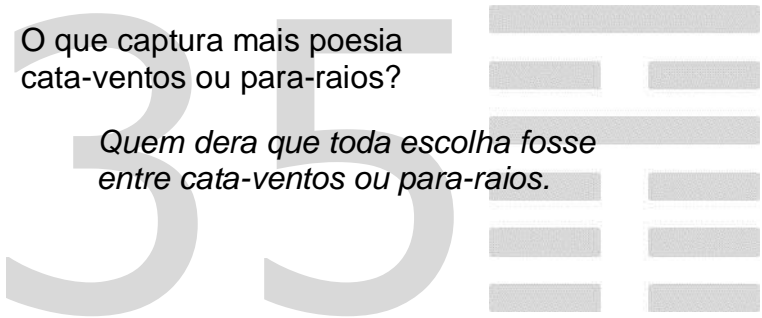 35
O que captura mais poesia
cata-ventos ou para-raios?
Quem dera que toda escolha fosse
entre cata-ventos ou para-raios.